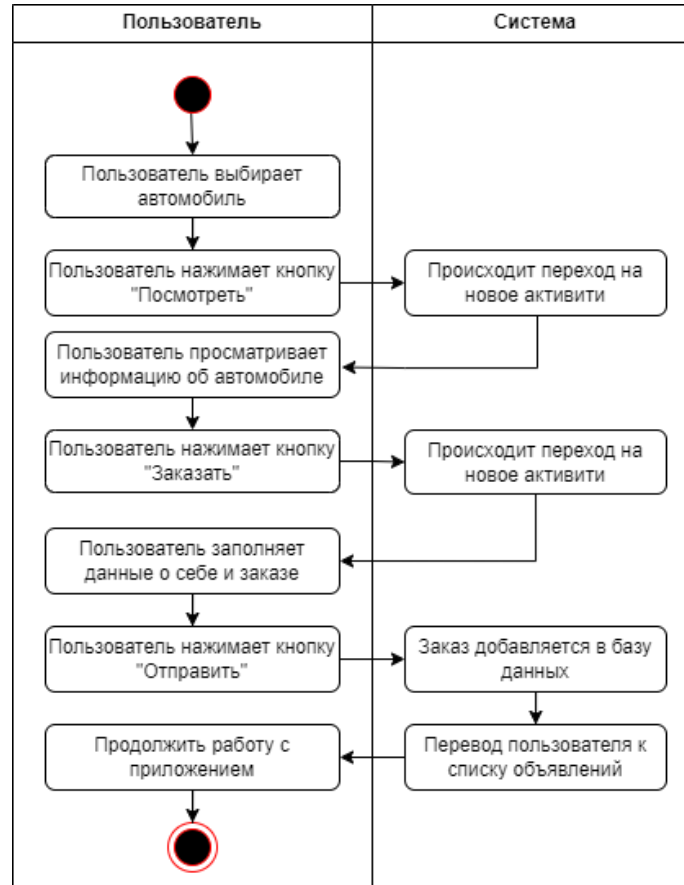 Пользователь
Система
Пользователь выбирает
автомобиль
Пользователь нажимает кнопку
"Посмотреть"
Происходит переход на
новое активити
Пользователь просматривает
информацию об автомобиле
Пользователь нажимает кнопку
"Заказать"
Происходит переход на
новое активити
Пользователь заполняет
данные о себе и заказе
Пользователь нажимает кнопку
"Отправить"
Заказ добавляется в базу
данных
Перевод пользователя к
списку объявлений
Продолжить работу с
приложением